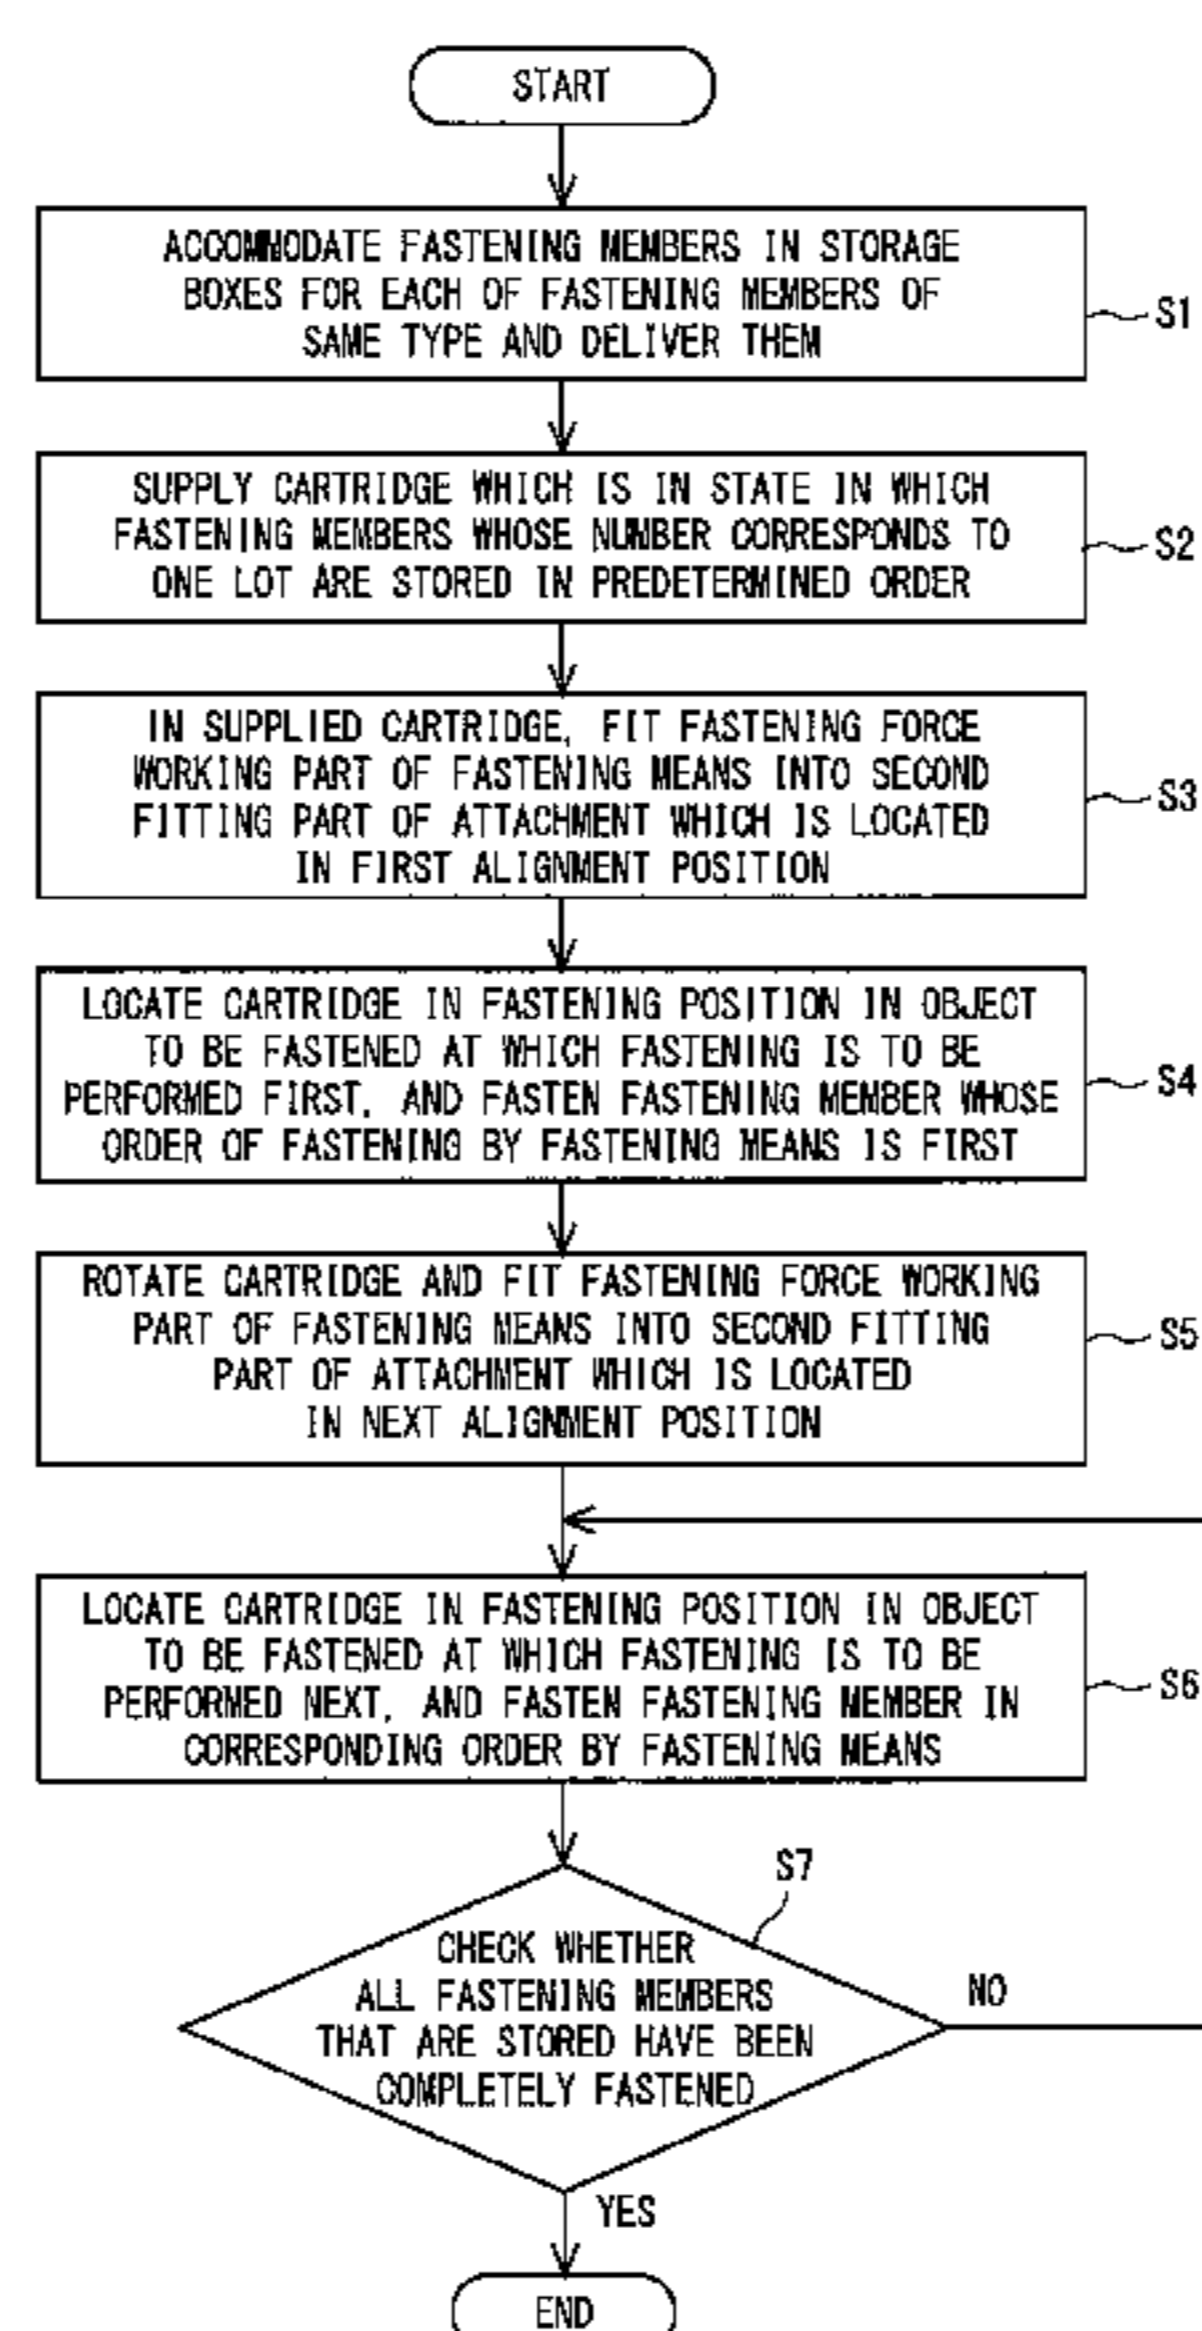 START
ACCOMMODATE FASTENING MEMBERS IN STORAGE
BOXES FOR EACH OF FASTENING MEMBERS OF
SAME TYPE AND DELIVER THEM
S1
SUPPLY CARTRIDGE WHICH IS IN STATE IN WHICH
FASTENING MEMBERS WHOSE NUMBER CORRESPONDS TO
ONE LOT ARE STORED IN PREDETERMINED ORDER
S2
IN SUPPLIED CARTRIDGE, FIT FASTENING FORCE
WORKING PART OF FASTENING MEANS INTO SECOND
FITTING PART OF ATTACHMENT WHICH IS LOCATED
IN FIRST ALIGNMENT POSITION
S3
LOCATE CARTRIDGE IN FASTENING POSITION IN OBJECT
TO BE FASTENED AT WHICH FASTENING IS TO BE
PERFORMED FIRST, AND FASTEN FASTENING MEMBER WHOSE
ORDER OF FASTENING BY FASTENING MEANS IS FIRST
S4
ROTATE CARTRIDGE AND FIT FASTENING FORCE WORKING
PART OF FASTENING MEANS INTO SECOND FITTING
PART OF ATTACHMENT WHICH IS LOCATED
IN NEXT ALIGNMENT POSITION
S5
LOCATE CARTRIDGE IN FASTENING POSITION IN OBJECT
TO BE FASTENED AT WHICH FASTENING IS TO BE
PERFORMED NEXT, AND FASTEN FASTENING MEMBER IN
CORRESPONDING ORDER BY FASTENING MEANS
S6
S7
CHECK WHETHER
ALL FASTENING MEMBERS
THAT ARE STORED HAVE BEEN
COMPLETELY FASTENED
NO
YES
END